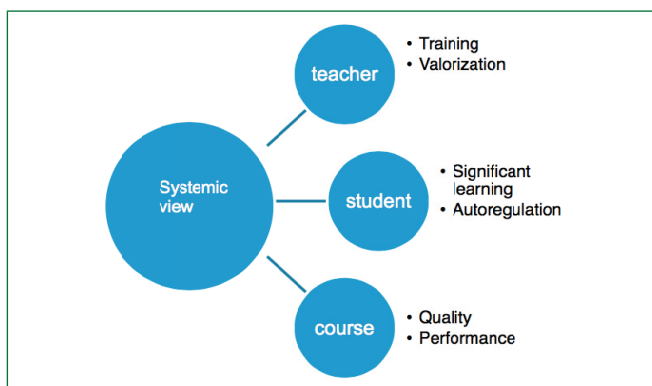 Systemic
view
teacher
• Training
• Valorization
student
• Significant
learning
• Autoregulation
course
• Quality
• Performance